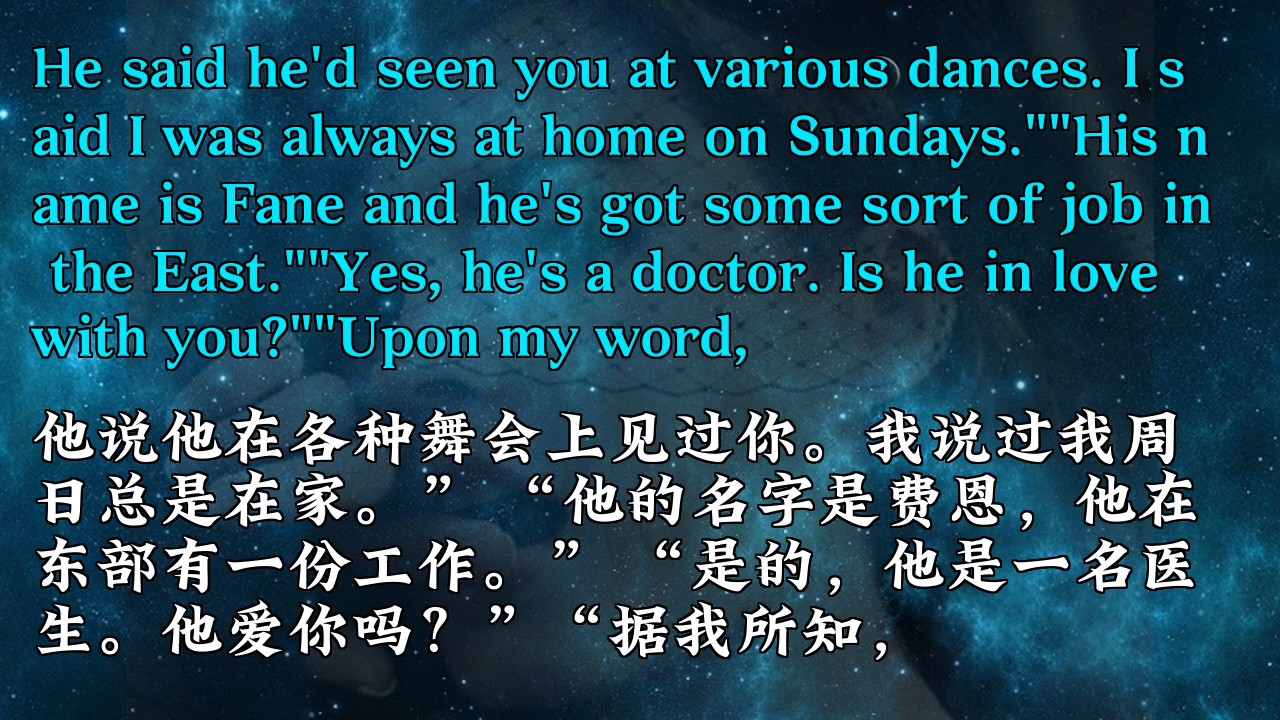 He said he'd seen you at various dances. I s
aid I was always at home on Sundays.""His n
ame is Fane and he's got some sort of job in
the East.""Yes, he's a doctor. Is he in love
with you?""Upon my word,
他说他在各种舞会上见过你。我说过我周
日总是在家。” “他的名字是费恩，他在
东部有一份工作。” “是的，他是一名医
生。他爱你吗？” “据我所知，